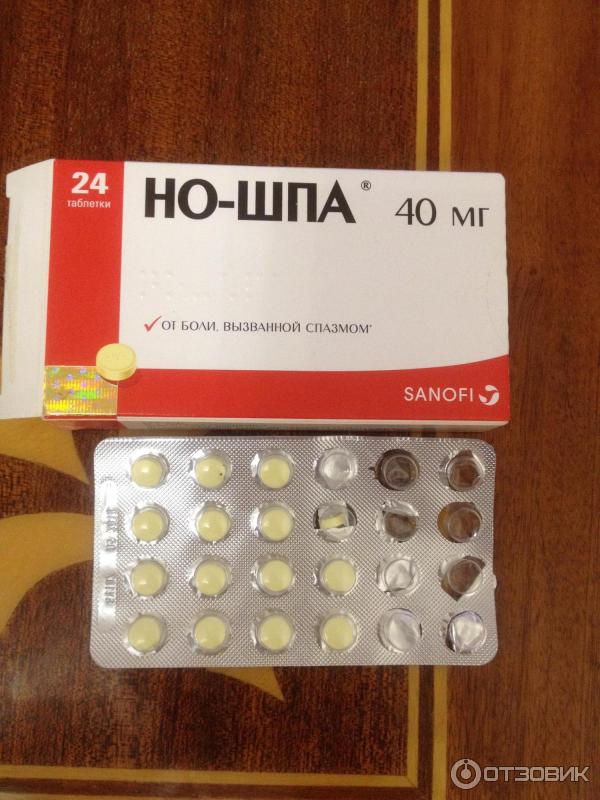 24
таблетки
НО-ШПА®
40 мг
✓ОТ БОЛИ, ВЫЗВАННОЙ СПАЗМОМ*
SANOFI
ОТЗОВИК